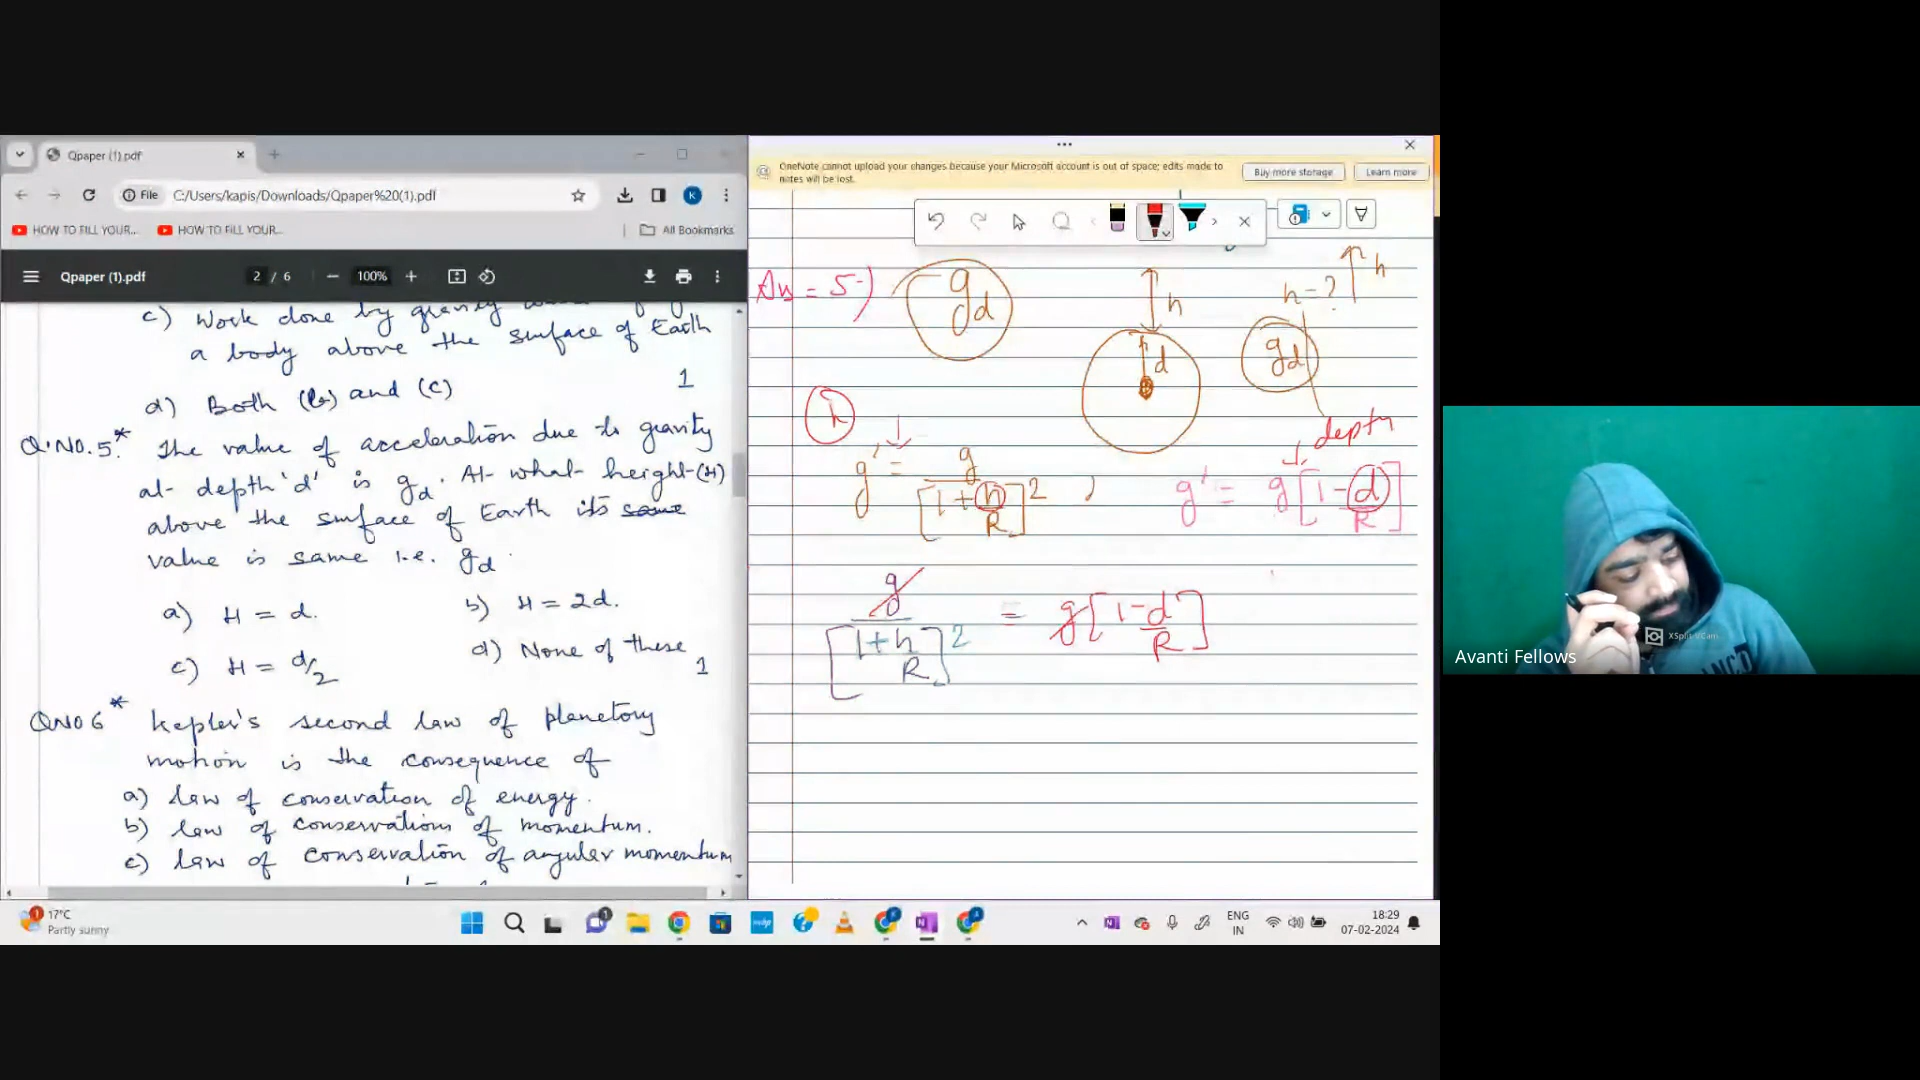 Qpaper (1).pdf
File C:/Users/kapis/Downloads/Qpaper%20(1).pdf
HOW TO FILL YOUR... HOW TO FILL YOUR... All Bookmarks
Qpaper (1).pdf 2 / 6 100%
c) Work done by gravity
a body above the surface of Earth
d) Both (b) and (c) 1
Q.NO.5* The value of acceleration due to gravity
at depth 'd' is gd. At what height (H)
above the surface of Earth its same
value is same i.e. gd.
a) H = d. b) H = 2d.
c) H = d/2 d) None of these 1
QNO 6* Kepler's second law of planetory
motion is the consequence of
a) law of conservation of energy.
b) law of conservations of momentum.
c) law of conservation of angular momentum
OneNote cannot upload your changes because your Microsoft account is out of space; edits made to
notes will be lost.
Buy more storage Learn more
Ans = 5-) gd h d h = ? h
gd
h depth
g' = g/[1+h/R]² , g' = g[1-d/R]
g/[1+h/R]² = g[1-d/R]
XSplit VCam
Avanti Fellows
17°C
Partly sunny
ENG
IN
18:29
07-02-2024